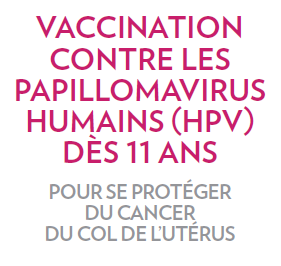 VACCINATION
CONTRE LES
PAPILLOMAVIRUS
HUMAINS (HPV)
DÈS 11 ANS
POUR SE PROTÉGER
DU CANCER
DU COL DE L'UTÉRUS